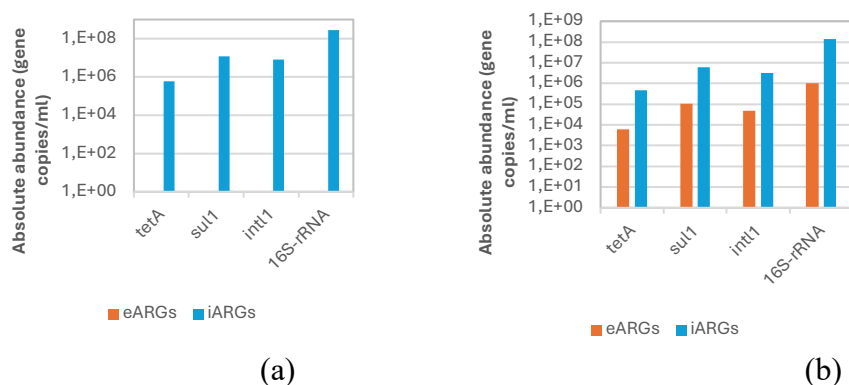 Absolute abundance (gene
copies/ml)
1,E+08
1,E+06
1,E+04
1,E+02
1,E+00
tetA
sul1
intl1
16S-rRNA
eARGs
iARGs
(a)
Absolute abundance (gene
copies/ml)
1,E+09
1,E+08
1,E+07
1,E+06
1,E+05
1,E+04
1,E+03
1,E+02
1,E+01
1,E+00
tetA
sul1
intl1
16S-rRNA
eARGs
iARGs
(b)